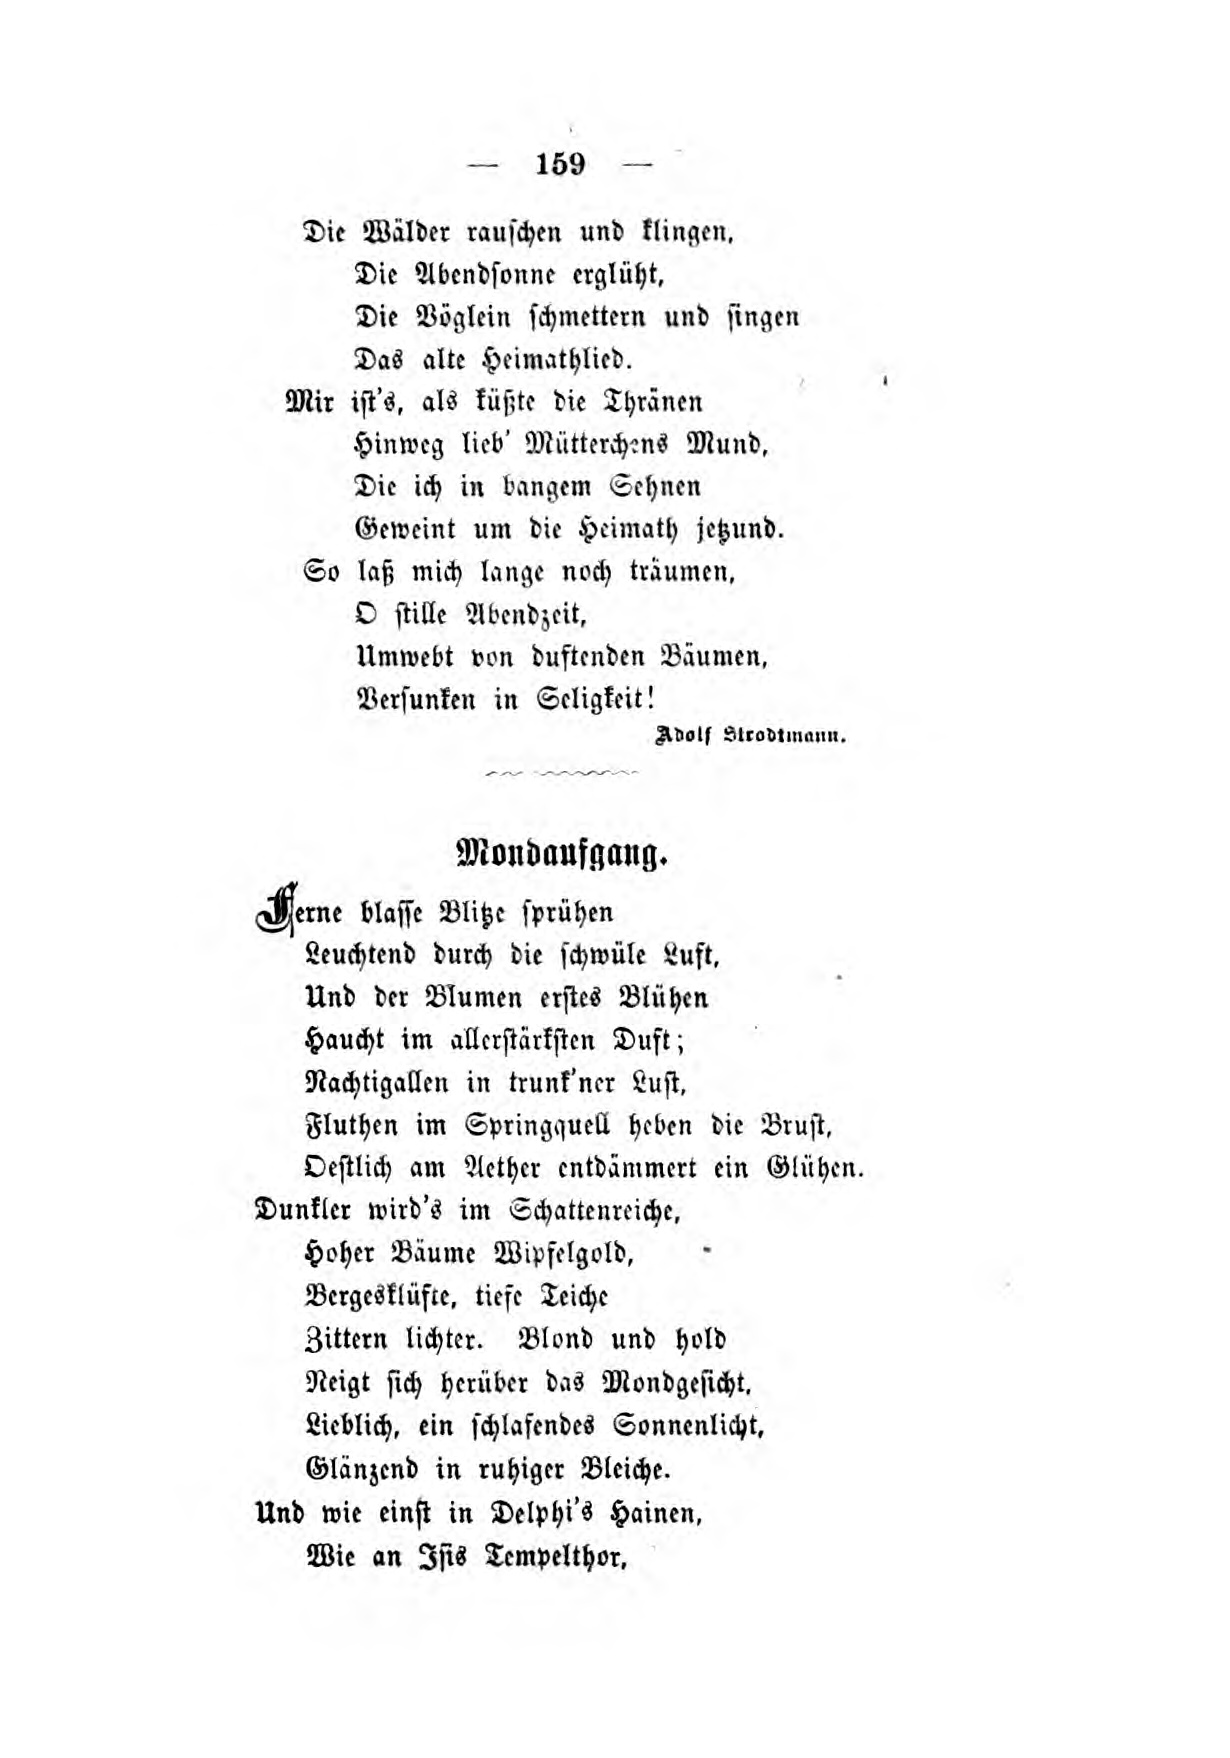 — 159 —
Die Wälder rauſchen und klingen,
Die Abendſonne erglüht,
Die Vöglein ſchmettern und ſingen
Das alte Heimathlied.
Mir iſt's, als küßte die Thränen
Hinweg lieb' Mütterchens Mund,
Die ich in bangem Sehnen
Geweint um die Heimath jetzund.
So laß mich lange noch träumen,
O ſtille Abendzeit,
Umwebt von duftenden Bäumen,
Verſunken in Seligkeit!
Adolf Strodtmann.
Mondaufgang.
Ferne blaſſe Blitze ſprühen
Leuchtend durch die ſchwüle Luft,
Und der Blumen erſtes Blühen
Haucht im allerſtärkſten Duft;
Nachtigallen in trunk'ner Luſt,
Fluthen im Springquell heben die Bruſt,
Oeſtlich am Aether entdämmert ein Glühen.
Dunkler wird's im Schattenreiche,
Hoher Bäume Wipfelgold,
Bergesklüfte, tiefe Teiche
Zittern lichter. Blond und hold
Neigt ſich herüber das Mondgeſicht,
Lieblich, ein ſchlafendes Sonnenlicht,
Glänzend in ruhiger Bleiche.
Und wie einſt in Delphi's Hainen,
Wie an Iſis Tempelthor,